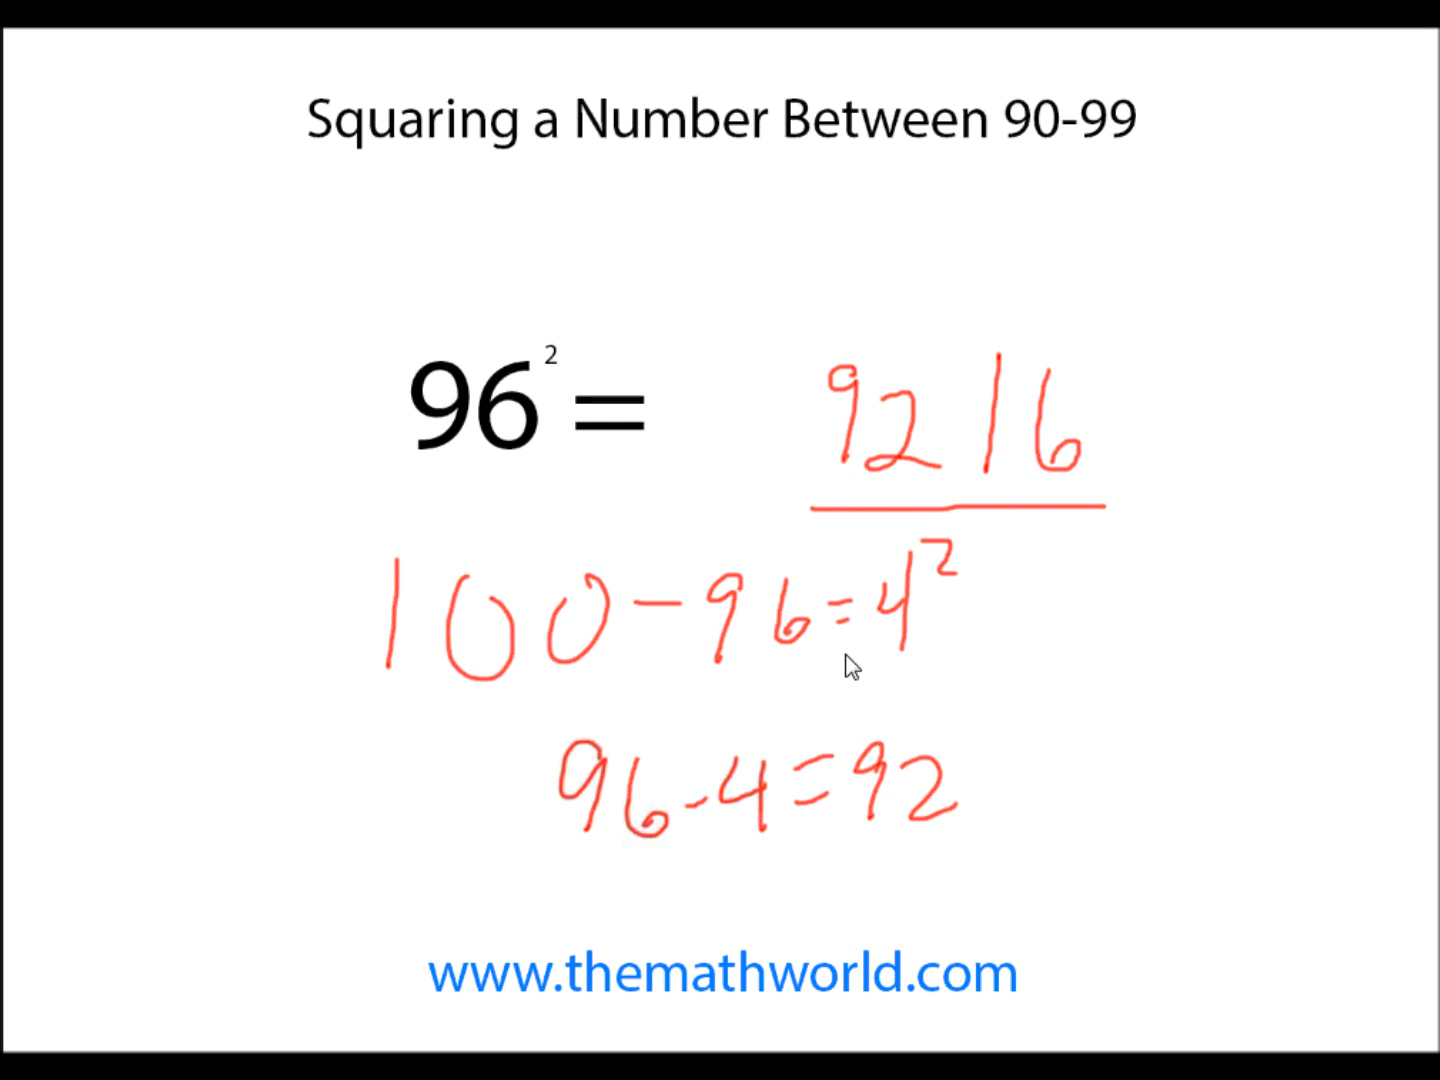 Squaring a Number Between 90-99
96² = 9216
100-96=4²
96-4=92
www.themathworld.com